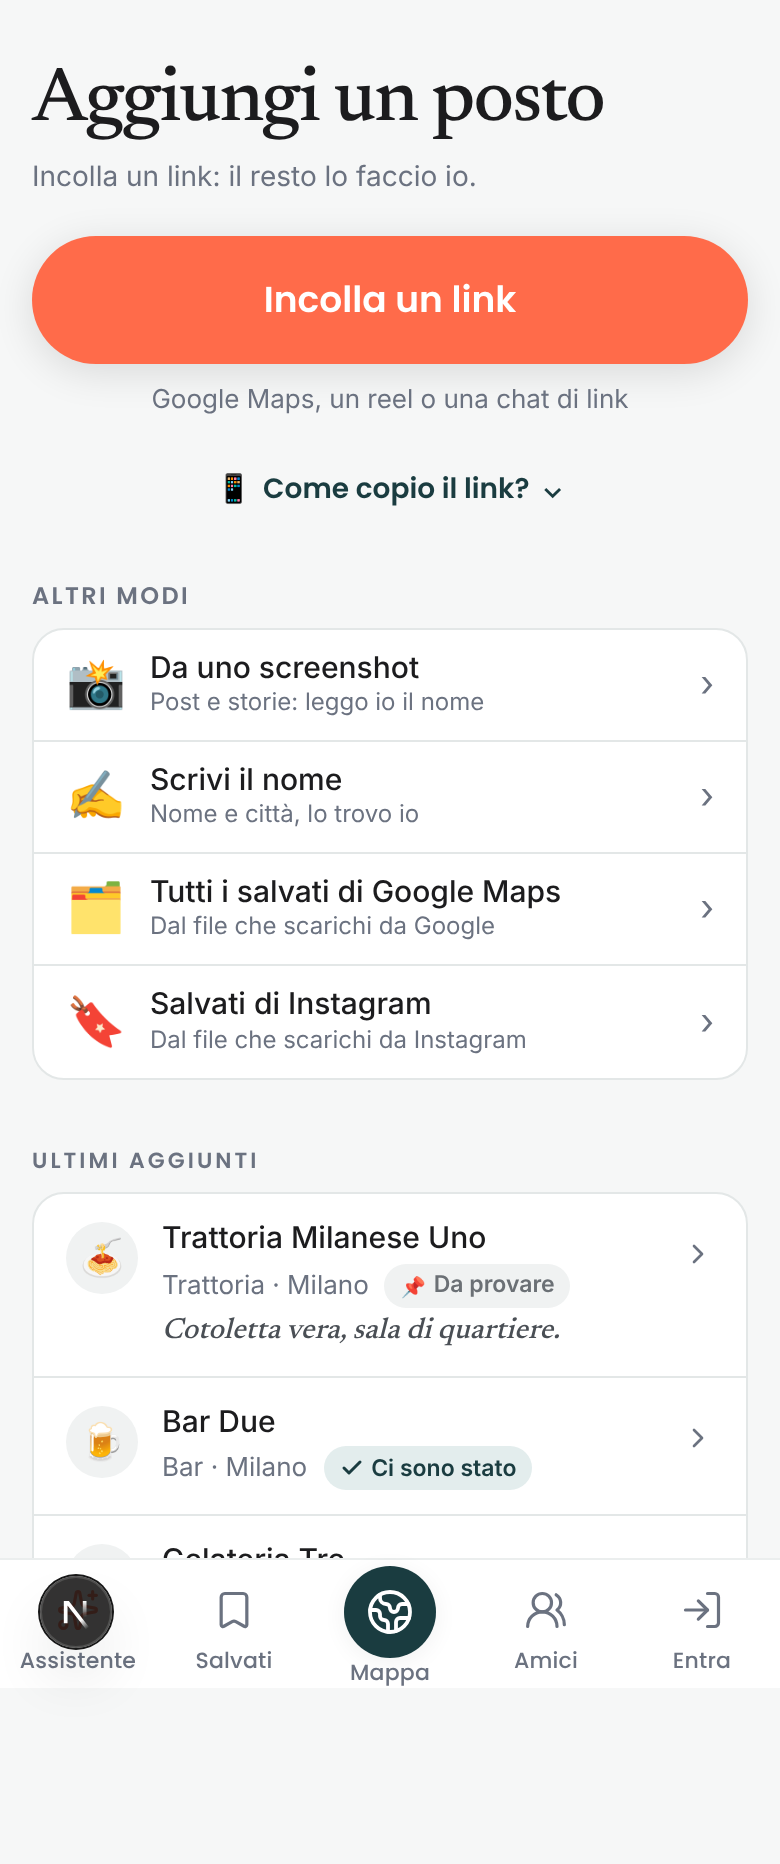 Aggiungi un posto
Incolla un link: il resto lo faccio io.
Incolla un link
Google Maps, un reel o una chat di link
Come copio il link?
ALTRI MODI
Da uno screenshot
Post e storie: leggo io il nome
Scrivi il nome
Nome e città, lo trovo io
Tutti i salvati di Google Maps
Dal file che scarichi da Google
Salvati di Instagram
Dal file che scarichi da Instagram
ULTIMI AGGIUNTI
Trattoria Milanese Uno
Trattoria · Milano 📌 Da provare
Cotoletta vera, sala di quartiere.
Bar Due
Bar · Milano ✓ Ci sono stato
Gelateria Tre
N
Assistente
Salvati
Mappa
Amici
Entra